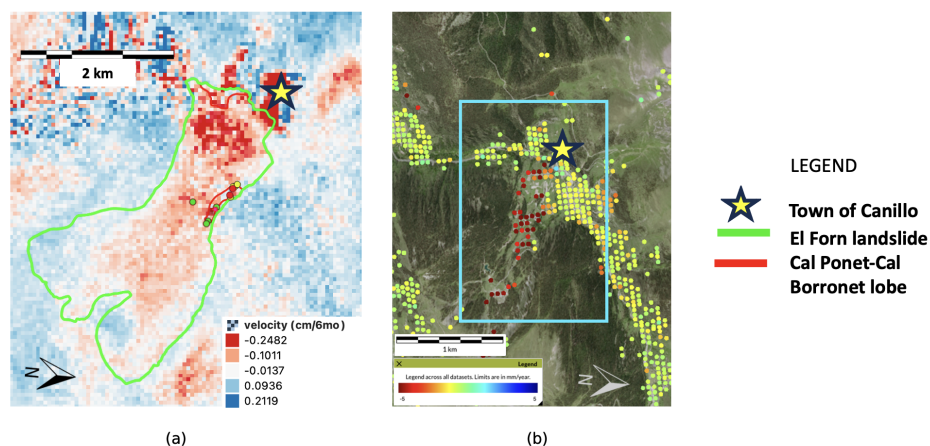 2 km
velocity (cm/6mo)
-0.2482
-0.1011
-0.0137
0.0936
0.2119
N
(a)
1 km
Legend
Legend across all datasets. Limits are in mm/year.
-5
5
N
(b)
LEGEND
Town of Canillo
El Forn landslide
Cal Ponet-Cal
Borronet lobe